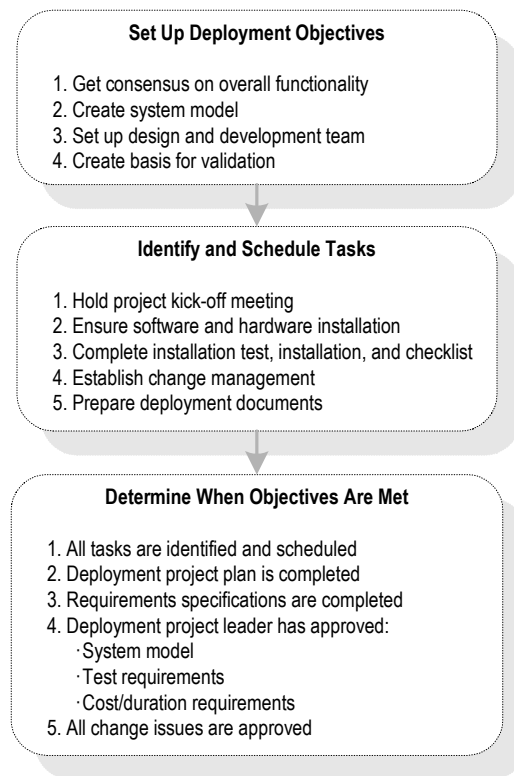 Set Up Deployment Objectives
1. Get consensus on overall functionality
2. Create system model
3. Set up design and development team
4. Create basis for validation
Identify and Schedule Tasks
1. Hold project kick-off meeting
2. Ensure software and hardware installation
3. Complete installation test, installation, and checklist
4. Establish change management
5. Prepare deployment documents
Determine When Objectives Are Met
1. All tasks are identified and scheduled
2. Deployment project plan is completed
3. Requirements specifications are completed
4. Deployment project leader has approved:
·System model
·Test requirements
·Cost/duration requirements
5. All change issues are approved